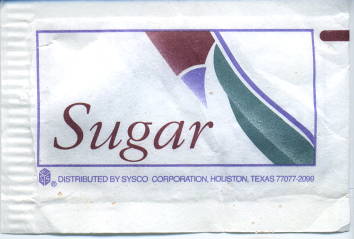 Sugar
® DISTRIBUTED BY SYSCO CORPORATION, HOUSTON, TEXAS 77077-2099